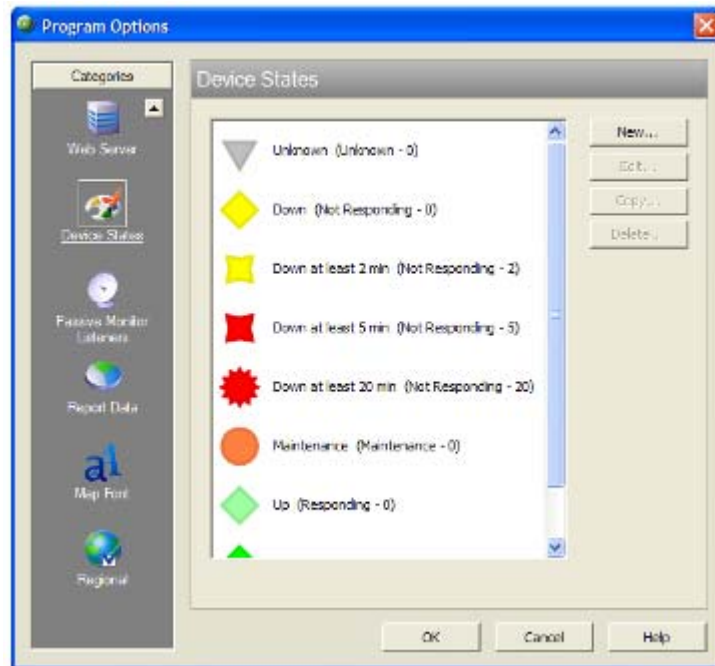 Program Options
Categories
Web Server
Device States
Passive Monitor
Listeners
Report Data
Map Font
Regional
Device States
Unknown (Unknown - 0)
Down (Not Responding - 0)
Down at least 2 min (Not Responding - 2)
Down at least 5 min (Not Responding - 5)
Down at least 20 min (Not Responding - 20)
Maintenance (Maintenance - 0)
Up (Responding - 0)
New...
Edit...
Copy...
Delete...
OK
Cancel
Help